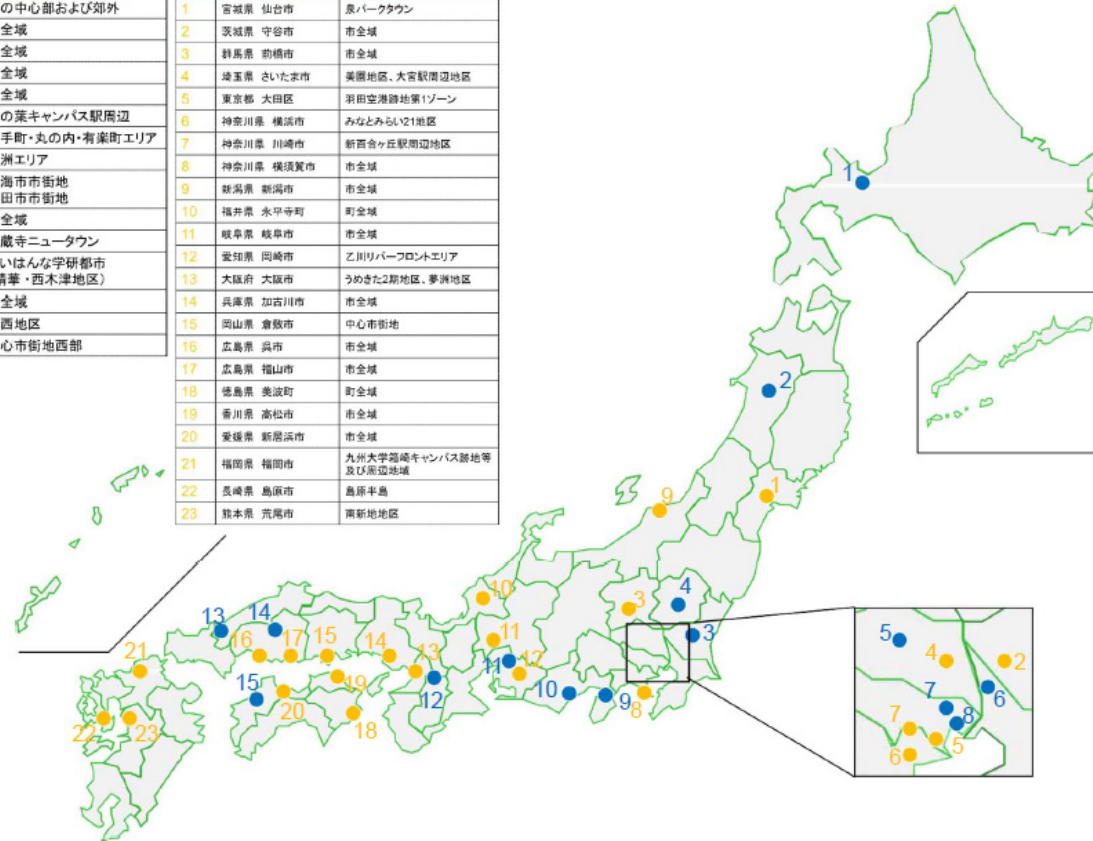 の中心部および郊外
全域
全域
全域
全域
の葉キャンパス駅周辺
手町・丸の内・有楽町エリア
洲エリア
海市市街地
田市市街地
全域
蔵寺ニュータウン
いはんな学研都市
精華・西木津地区）
全域
西地区
心市街地西部
1 宮城県 仙台市 泉パークタウン
2 茨城県 守谷市 市全域
3 群馬県 前橋市 市全域
4 埼玉県 さいたま市 美園地区、大宮駅周辺地区
5 東京都 大田区 羽田空港跡地第1ゾーン
6 神奈川県 横浜市 みなとみらい21地区
7 神奈川県 川崎市 新百合ヶ丘駅周辺地区
8 神奈川県 横須賀市 市全域
9 新潟県 新潟市 市全域
10 福井県 永平寺町 町全域
11 岐阜県 岐阜市 市全域
12 愛知県 岡崎市 乙川リバーフロントエリア
13 大阪府 大阪市 うめきた2期地区、夢洲地区
14 兵庫県 加古川市 市全域
15 岡山県 倉敷市 中心市街地
16 広島県 呉市 市全域
17 広島県 福山市 市全域
18 徳島県 美波町 町全域
19 香川県 高松市 市全域
20 愛媛県 新居浜市 市全域
21 福岡県 福岡市 九州大学箱崎キャンパス跡地等
及び周辺地域
22 長崎県 島原市 島原半島
23 熊本県 荒尾市 南新地地区
1
2
1
9
10
4
3
3
13
14
11
16
17
15
14
13
21
11
12
15
20
19
12
10
9
8
18
22
23
5
4
2
7
6
8
7
5
6